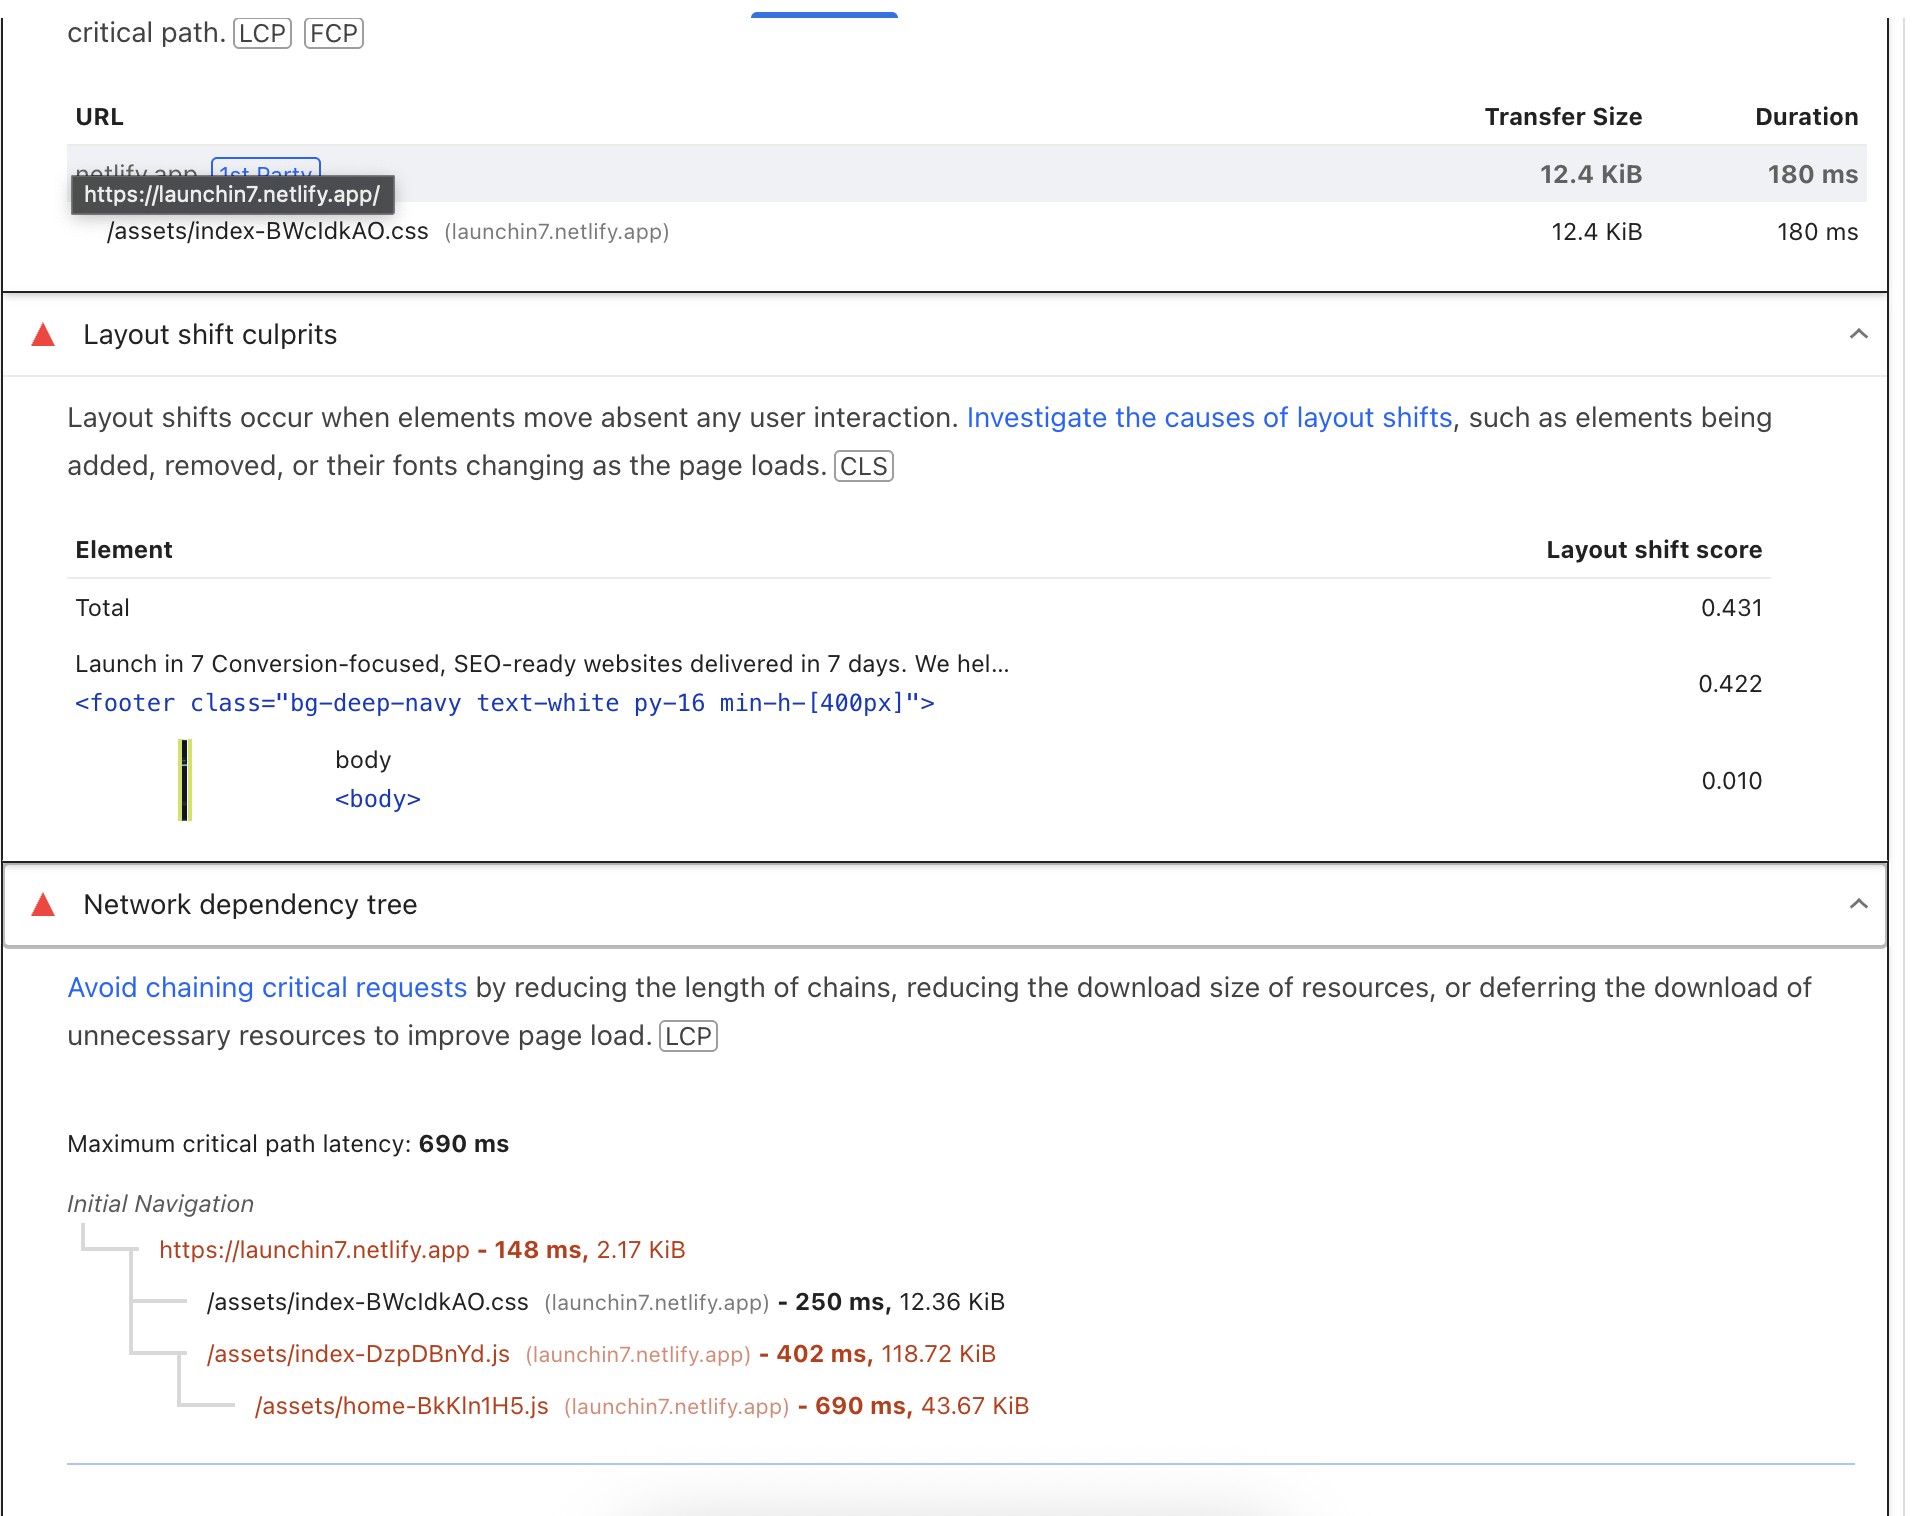 critical path. LCP FCP
URL Transfer Size Duration
netlify.app 1st Party 12.4 KiB 180 ms
https://launchin7.netlify.app/
/assets/index-BWcIdkAO.css (launchin7.netlify.app) 12.4 KiB 180 ms
Layout shift culprits
Layout shifts occur when elements move absent any user interaction. Investigate the causes of layout shifts, such as elements being
added, removed, or their fonts changing as the page loads. CLS
Element Layout shift score
Total 0.431
Launch in 7 Conversion-focused, SEO-ready websites delivered in 7 days. We hel...
<footer class="bg-deep-navy text-white py-16 min-h-[400px]">
0.422
body
<body>
0.010
Network dependency tree
Avoid chaining critical requests by reducing the length of chains, reducing the download size of resources, or deferring the download of
unnecessary resources to improve page load. LCP
Maximum critical path latency: 690 ms
Initial Navigation
https://launchin7.netlify.app - 148 ms, 2.17 KiB
/assets/index-BWcIdkAO.css (launchin7.netlify.app) - 250 ms, 12.36 KiB
/assets/index-DzpDBnYd.js (launchin7.netlify.app) - 402 ms, 118.72 KiB
/assets/home-BkKln1H5.js (launchin7.netlify.app) - 690 ms, 43.67 KiB